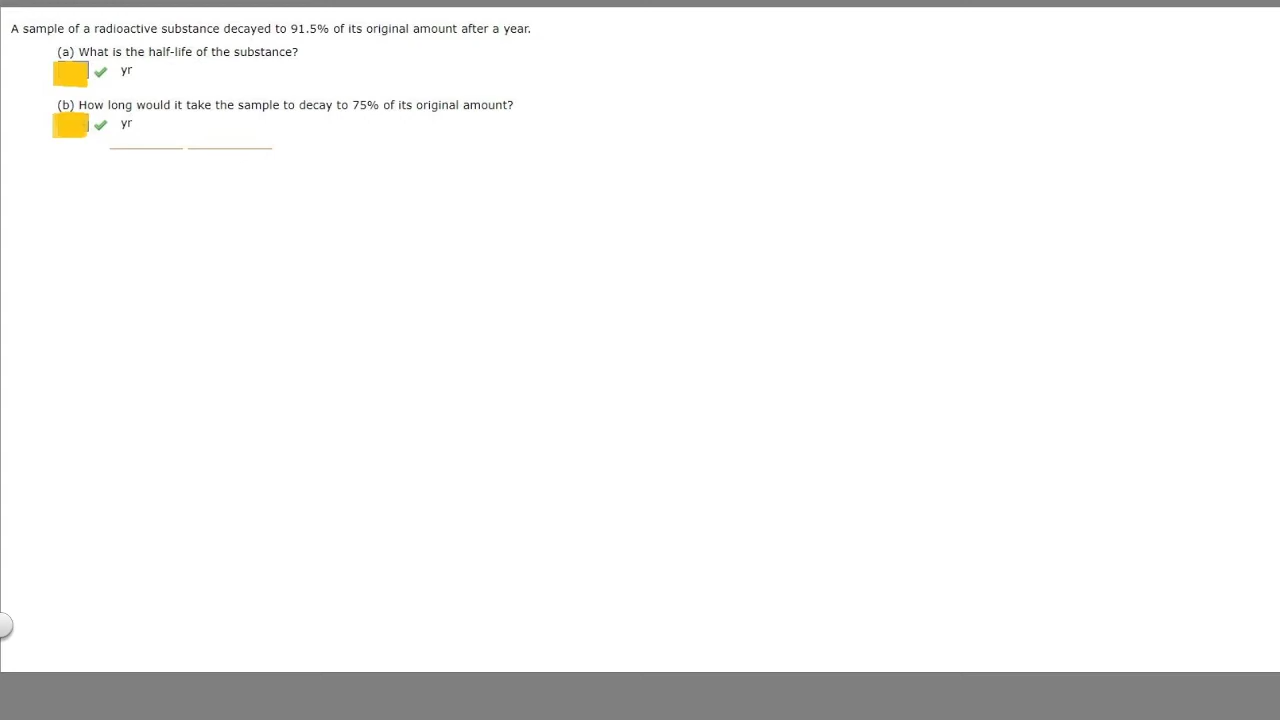 A sample of a radioactive substance decayed to 91.5% of its original amount after a year.
(a) What is the half-life of the substance?
yr
(b) How long would it take the sample to decay to 75% of its original amount?
yr